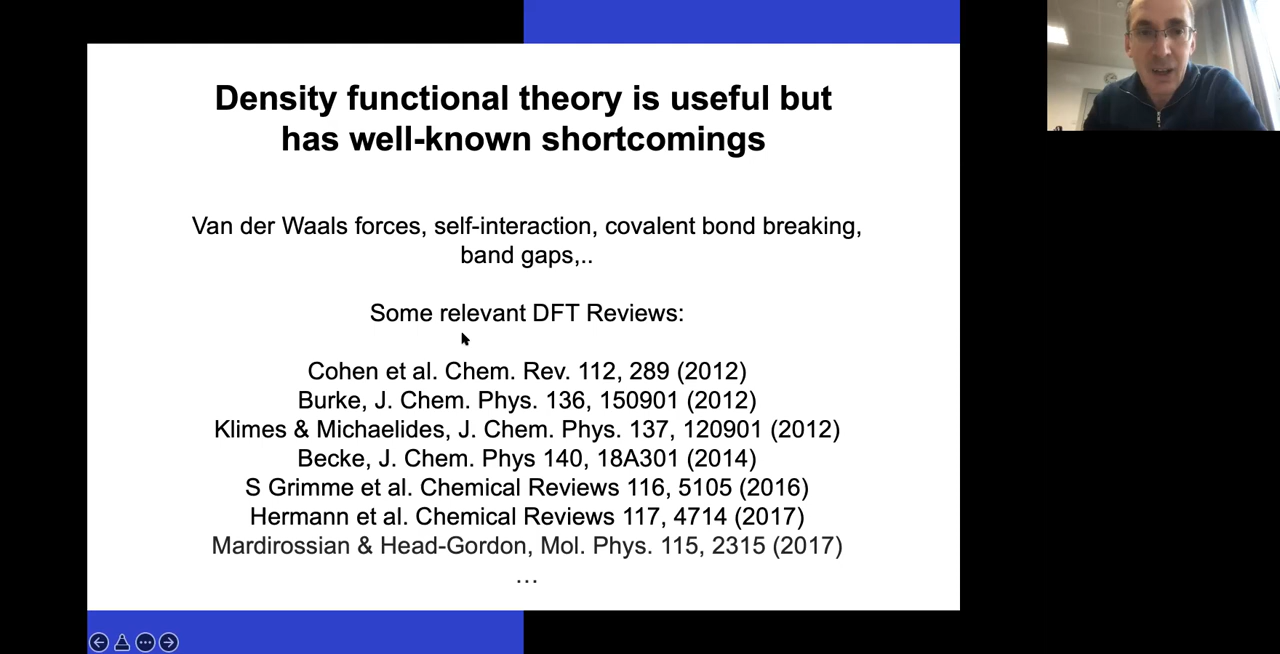 Density functional theory is useful but
has well-known shortcomings
Van der Waals forces, self-interaction, covalent bond breaking,
band gaps,..
Some relevant DFT Reviews:
Cohen et al. Chem. Rev. 112, 289 (2012)
Burke, J. Chem. Phys. 136, 150901 (2012)
Klimes & Michaelides, J. Chem. Phys. 137, 120901 (2012)
Becke, J. Chem. Phys 140, 18A301 (2014)
S Grimme et al. Chemical Reviews 116, 5105 (2016)
Hermann et al. Chemical Reviews 117, 4714 (2017)
Mardirossian & Head-Gordon, Mol. Phys. 115, 2315 (2017)
…